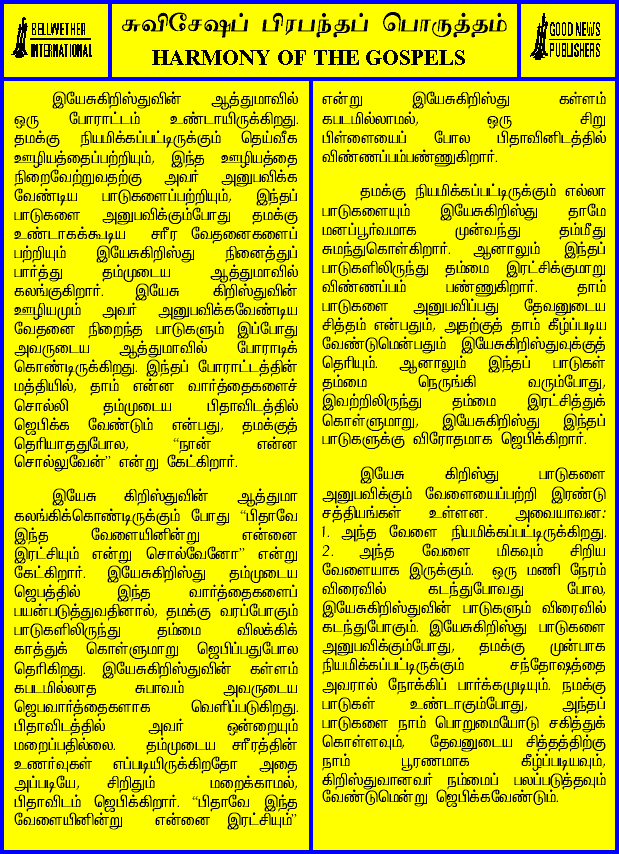 BELLWETHER
INTERNATIONAL
சுவிசேஷப் பிரபந்தப் பொருத்தம்
HARMONY OF THE GOSPELS
GOOD NEWS
PUBLISHERS
இயேசுகிறிஸ்துவின் ஆத்துமாவில்
ஒரு போராட்டம் உண்டாயிருக்கிறது.
தமக்கு நியமிக்கப்பட்டிருக்கும் தெய்வீக
ஊழியத்தைப்பற்றியும், இந்த ஊழியத்தை
நிறைவேற்றுவதற்கு அவர் அனுபவிக்க
வேண்டிய பாடுகளைப்பற்றியும், இந்தப்
பாடுகளை அனுபவிக்கும்போது தமக்கு
உண்டாகக்கூடிய சரீர வேதனைகளைப்
பற்றியும் இயேசுகிறிஸ்து நினைத்துப்
பார்த்து தம்முடைய ஆத்துமாவில்
கலங்குகிறார். இயேசு கிறிஸ்துவின்
ஊழியமும் அவர் அனுபவிக்கவேண்டிய
வேதனை நிறைந்த பாடுகளும் இப்போது
அவருடைய ஆத்துமாவில் போராடிக்
கொண்டிருக்கிறது. இந்தப் போராட்டத்தின்
மத்தியில், தாம் என்ன வார்த்தைகளைச்
சொல்லி தம்முடைய பிதாவிடத்தில்
ஜெபிக்க வேண்டும் என்பது, தமக்குத்
தெரியாததுபோல, “நான் என்ன
சொல்லுவேன்” என்று கேட்கிறார்.
இயேசு கிறிஸ்துவின் ஆத்துமா
கலங்கிக்கொண்டிருக்கும் போது “பிதாவே
இந்த வேளையினின்று என்னை
இரட்சியும் என்று சொல்வேனோ” என்று
கேட்கிறார். இயேசுகிறிஸ்து தம்முடைய
ஜெபத்தில் இந்த வார்த்தைகளைப்
பயன்படுத்துவதினால், தமக்கு வரப்போகும்
பாடுகளிலிருந்து தம்மை விலக்கிக்
காத்துக் கொள்ளுமாறு ஜெபிப்பதுபோல
தெரிகிறது. இயேசுகிறிஸ்துவின் கள்ளம்
கபடமில்லாத சுபாவம் அவருடைய
ஜெபவார்த்தைகளாக வெளிப்படுகிறது.
பிதாவிடத்தில் அவர் ஒன்றையும்
மறைப்பதில்லை. தம்முடைய சரீரத்தின்
உணர்வுகள் எப்படியிருக்கிறதோ அதை
அப்படியே, சிறிதும் மறைக்காமல்,
பிதாவிடம் ஜெபிக்கிறார். “பிதாவே இந்த
வேளையினின்று என்னை இரட்சியும்”
என்று இயேசுகிறிஸ்து கள்ளம்
கபடமில்லாமல், ஒரு சிறு
பிள்ளையைப் போல பிதாவினிடத்தில்
விண்ணப்பம்பண்ணுகிறார்.
தமக்கு நியமிக்கப்பட்டிருக்கும் எல்லா
பாடுகளையும் இயேசுகிறிஸ்து தாமே
மனப்பூர்வமாக முன்வந்து தம்மீது
சுமந்துகொள்கிறார். ஆனாலும் இந்தப்
பாடுகளிலிருந்து தம்மை இரட்சிக்குமாறு
விண்ணப்பம் பண்ணுகிறார். தாம்
பாடுகளை அனுபவிப்பது தேவனுடைய
சித்தம் என்பதும், அதற்குத் தாம் கீழ்ப்படிய
வேண்டுமென்பதும் இயேசுகிறிஸ்துவுக்குத்
தெரியும். ஆனாலும் இந்தப் பாடுகள்
தம்மை நெருங்கி வரும்போது,
இவற்றிலிருந்து தம்மை இரட்சித்துக்
கொள்ளுமாறு, இயேசுகிறிஸ்து இந்தப்
பாடுகளுக்கு விரோதமாக ஜெபிக்கிறார்.
இயேசு கிறிஸ்து பாடுகளை
அனுபவிக்கும் வேளையைப்பற்றி இரண்டு
சத்தியங்கள் உள்ளன. அவையாவன:
1. அந்த வேளை நியமிக்கப்பட்டிருக்கிறது.
2. அந்த வேளை மிகவும் சிறிய
வேளையாக இருக்கும். ஒரு மணி நேரம்
விரைவில் கடந்துபோவது போல,
இயேசுகிறிஸ்துவின் பாடுகளும் விரைவில்
கடந்துபோகும். இயேசுகிறிஸ்து பாடுகளை
அனுபவிக்கும்போது, தமக்கு முன்பாக
நியமிக்கப்பட்டிருக்கும் சந்தோஷத்தை
அவரால் நோக்கிப் பார்க்கமுடியும். நமக்கு
பாடுகள் உண்டாகும்போது, அந்தப்
பாடுகளை நாம் பொறுமையோடு சகித்துக்
கொள்ளவும், தேவனுடைய சித்தத்திற்கு
நாம் பூரணமாக கீழ்ப்படியவும்,
கிறிஸ்துவானவர் நம்மைப் பலப்படுத்தவும்
வேண்டுமென்று ஜெபிக்கவேண்டும்.